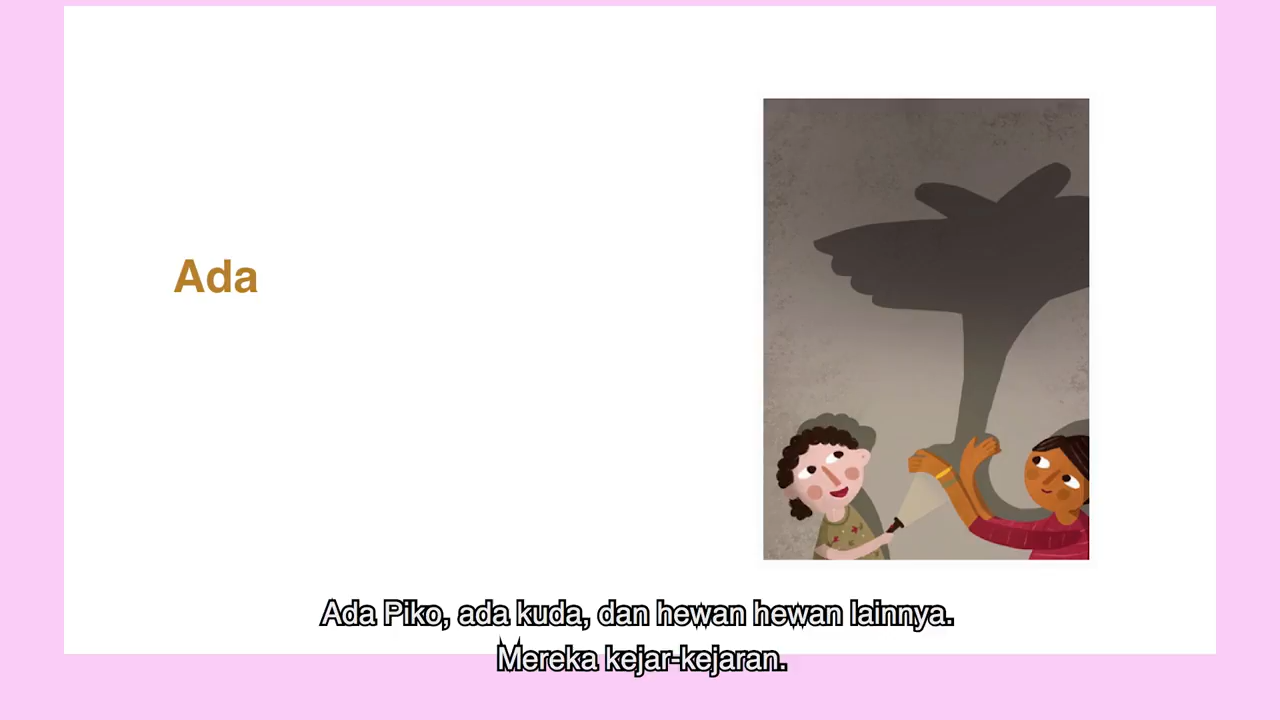 Ada
Ada Piko, ada kuda, dan hewan hewan lainnya.
Mereka kejar-kejaran.